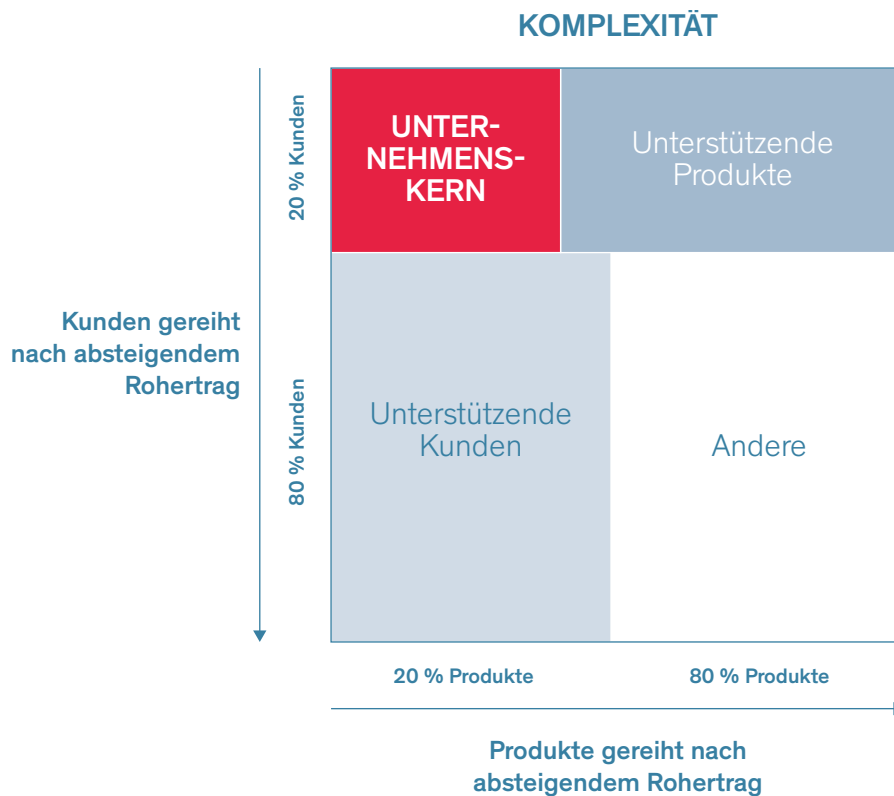 KOMPLEXITÄT
20 % Kunden
UNTER-
NEHMENS-
KERN
Unterstützende
Produkte
Kunden gereiht
nach absteigendem
Rohertrag
80 % Kunden
Unterstützende
Kunden
Andere
20 % Produkte
80 % Produkte
Produkte gereiht nach
absteigendem Rohertrag